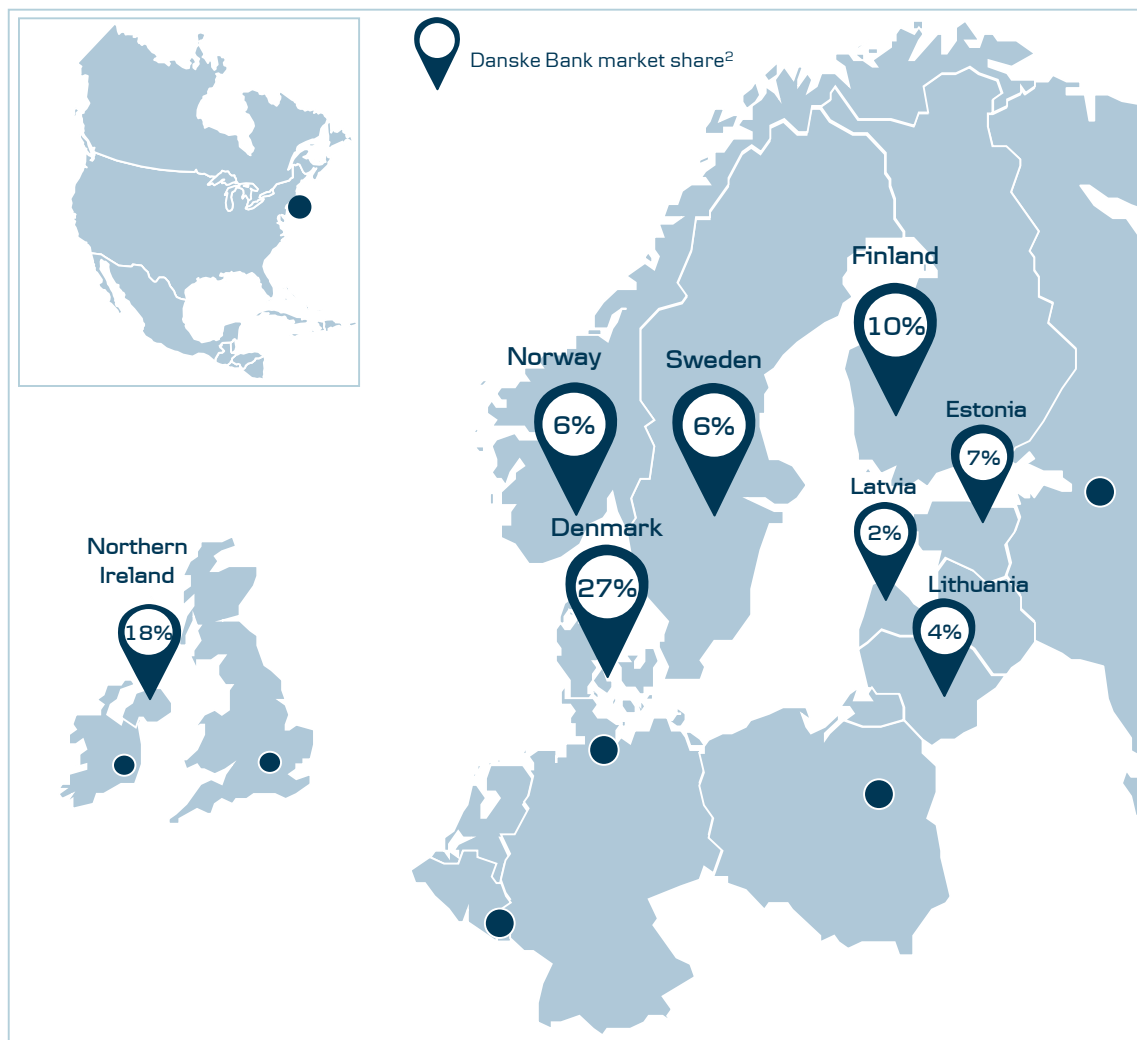 Danske Bank market share²
Finland
10%
Norway
6%
Sweden
6%
Estonia
7%
Latvia
2%
Denmark
27%
Lithuania
4%
Northern
Ireland
18%